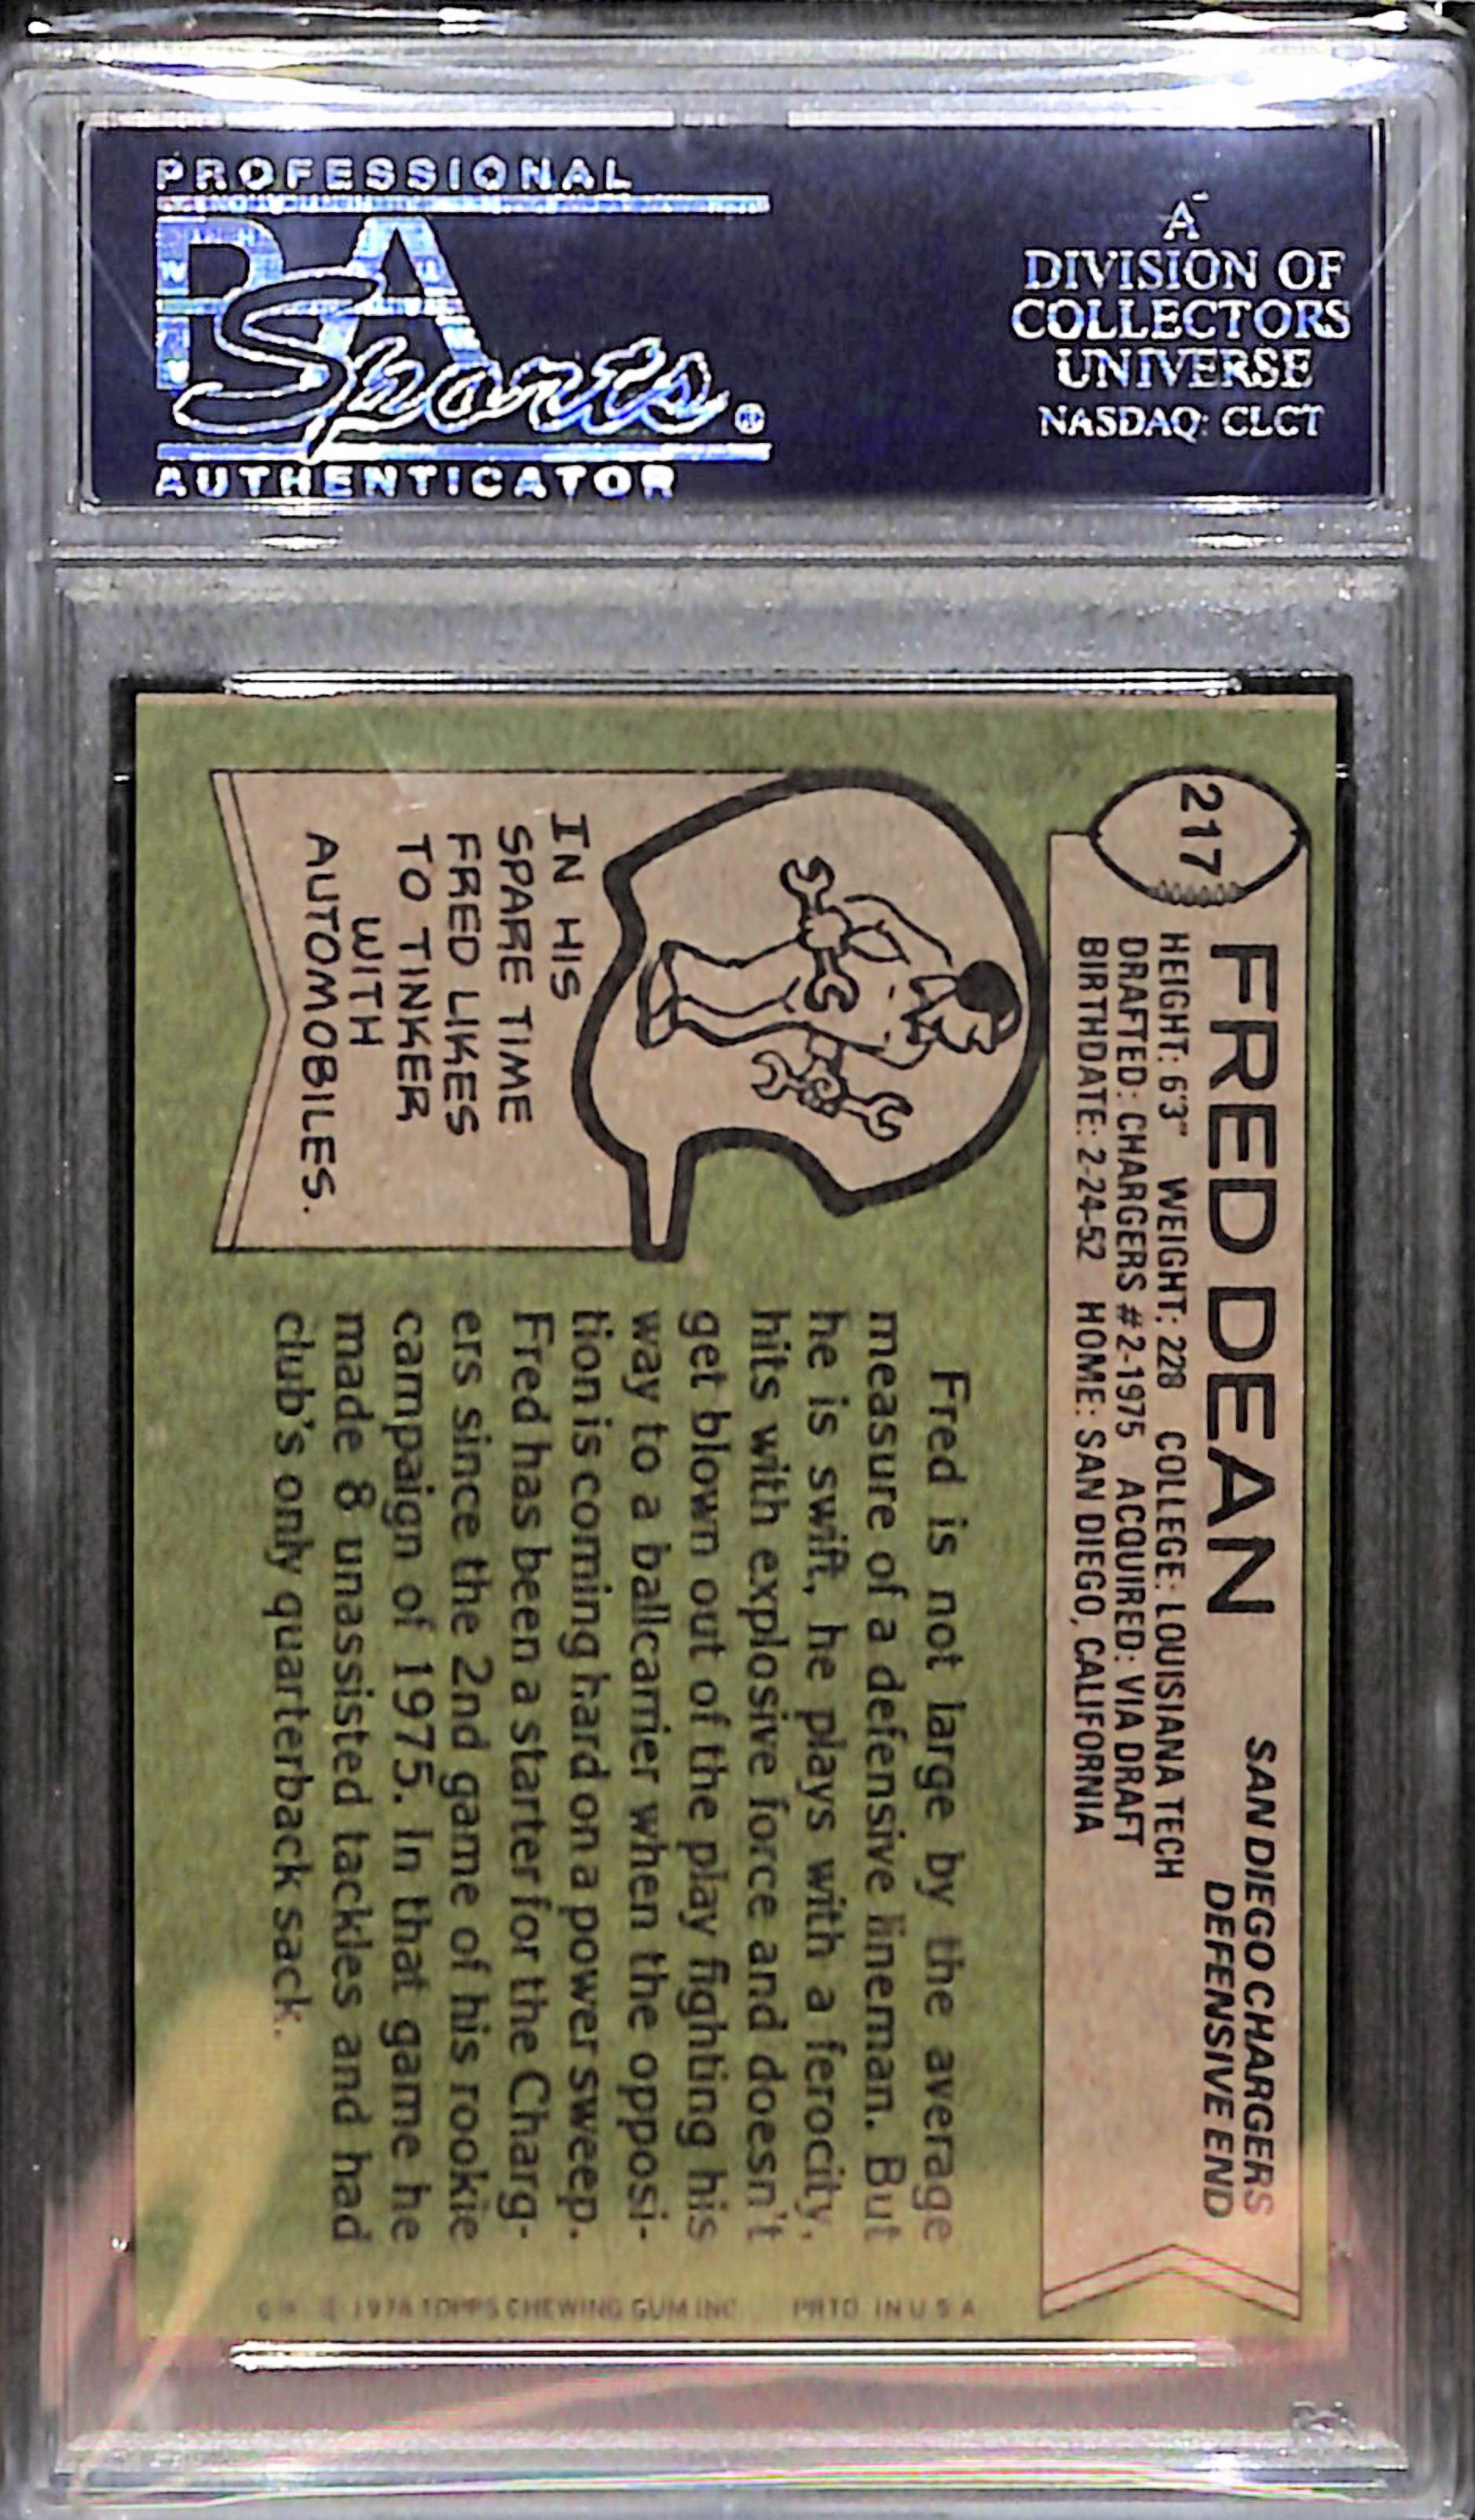 PROFESSIONAL
PSA
Sports®
AUTHENTICATOR
A
DIVISION OF
COLLECTORS
UNIVERSE
NASDAQ: CLCT
217
FRED DEAN
SAN DIEGO CHARGERS
DEFENSIVE END
HEIGHT: 6'3" WEIGHT: 228 COLLEGE: LOUISIANA TECH
DRAFTED: CHARGERS #2-1975 ACQUIRED: VIA DRAFT
BIRTHDATE: 2-24-52 HOME: SAN DIEGO, CALIFORNIA
IN HIS
SPARE TIME
FRED LIKES
TO TINKER
WITH
AUTOMOBILES.
Fred is not large by the average
measure of a defensive lineman. But
he is swift, he plays with a ferocity,
hits with explosive force and doesn't
get blown out of the play fighting his
way to a ballcarrier when the opposi-
tion is coming hard on a power sweep.
Fred has been a starter for the Charg-
ers since the 2nd game of his rookie
campaign of 1975. In that game he
made 8 unassisted tackles and had
club's only quarterback sack.
© 1978 TOPPS CHEWING GUM INC. PRTD IN U S A